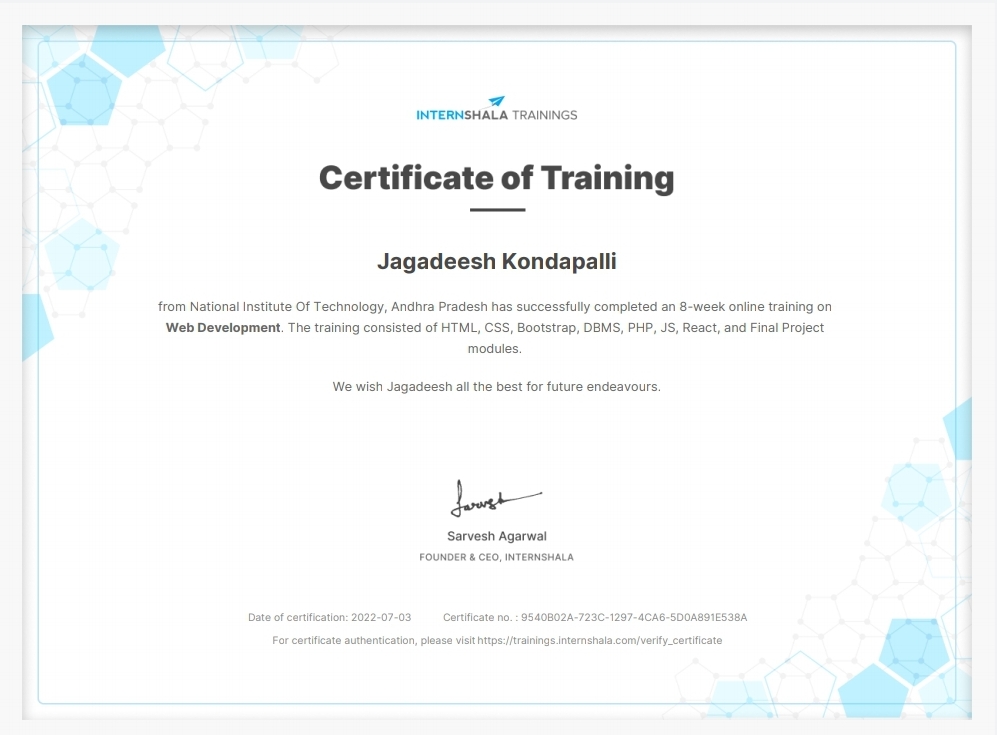 INTERNSHALA TRAININGS
Certificate of Training
Jagadeesh Kondapalli
from National Institute Of Technology, Andhra Pradesh has successfully completed an 8-week online training on
Web Development. The training consisted of HTML, CSS, Bootstrap, DBMS, PHP, JS, React, and Final Project
modules.
We wish Jagadeesh all the best for future endeavours.
Sarvesh
Sarvesh Agarwal
FOUNDER & CEO, INTERNSHALA
Date of certification: 2022-07-03 Certificate no. : 9540B02A-723C-1297-4CA6-5D0A891E538A
For certificate authentication, please visit https://trainings.internshala.com/verify_certificate